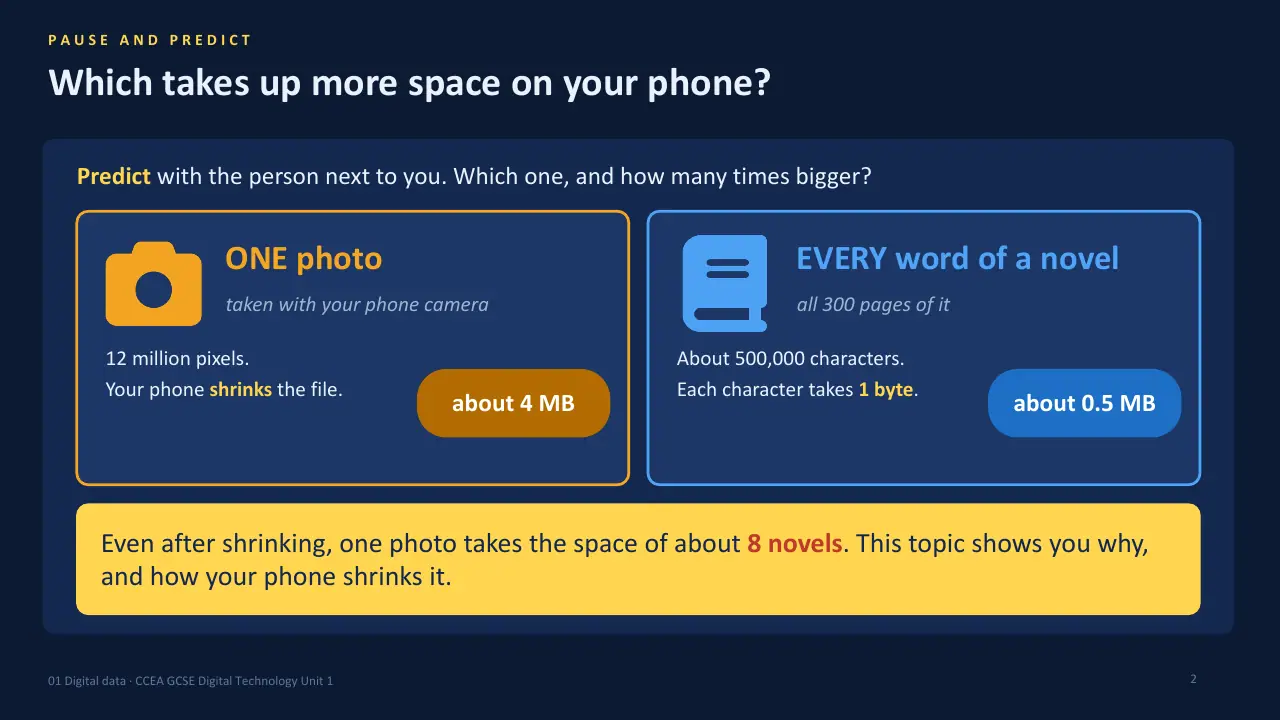 PAUSE AND PREDICT
Which takes up more space on your phone?
Predict with the person next to you. Which one, and how many times bigger?
ONE photo
taken with your phone camera
12 million pixels.
Your phone shrinks the file.
about 4 MB
EVERY word of a novel
all 300 pages of it
About 500,000 characters.
Each character takes 1 byte.
about 0.5 MB
Even after shrinking, one photo takes the space of about 8 novels. This topic shows you why,
and how your phone shrinks it.
01 Digital data · CCEA GCSE Digital Technology Unit 1
2